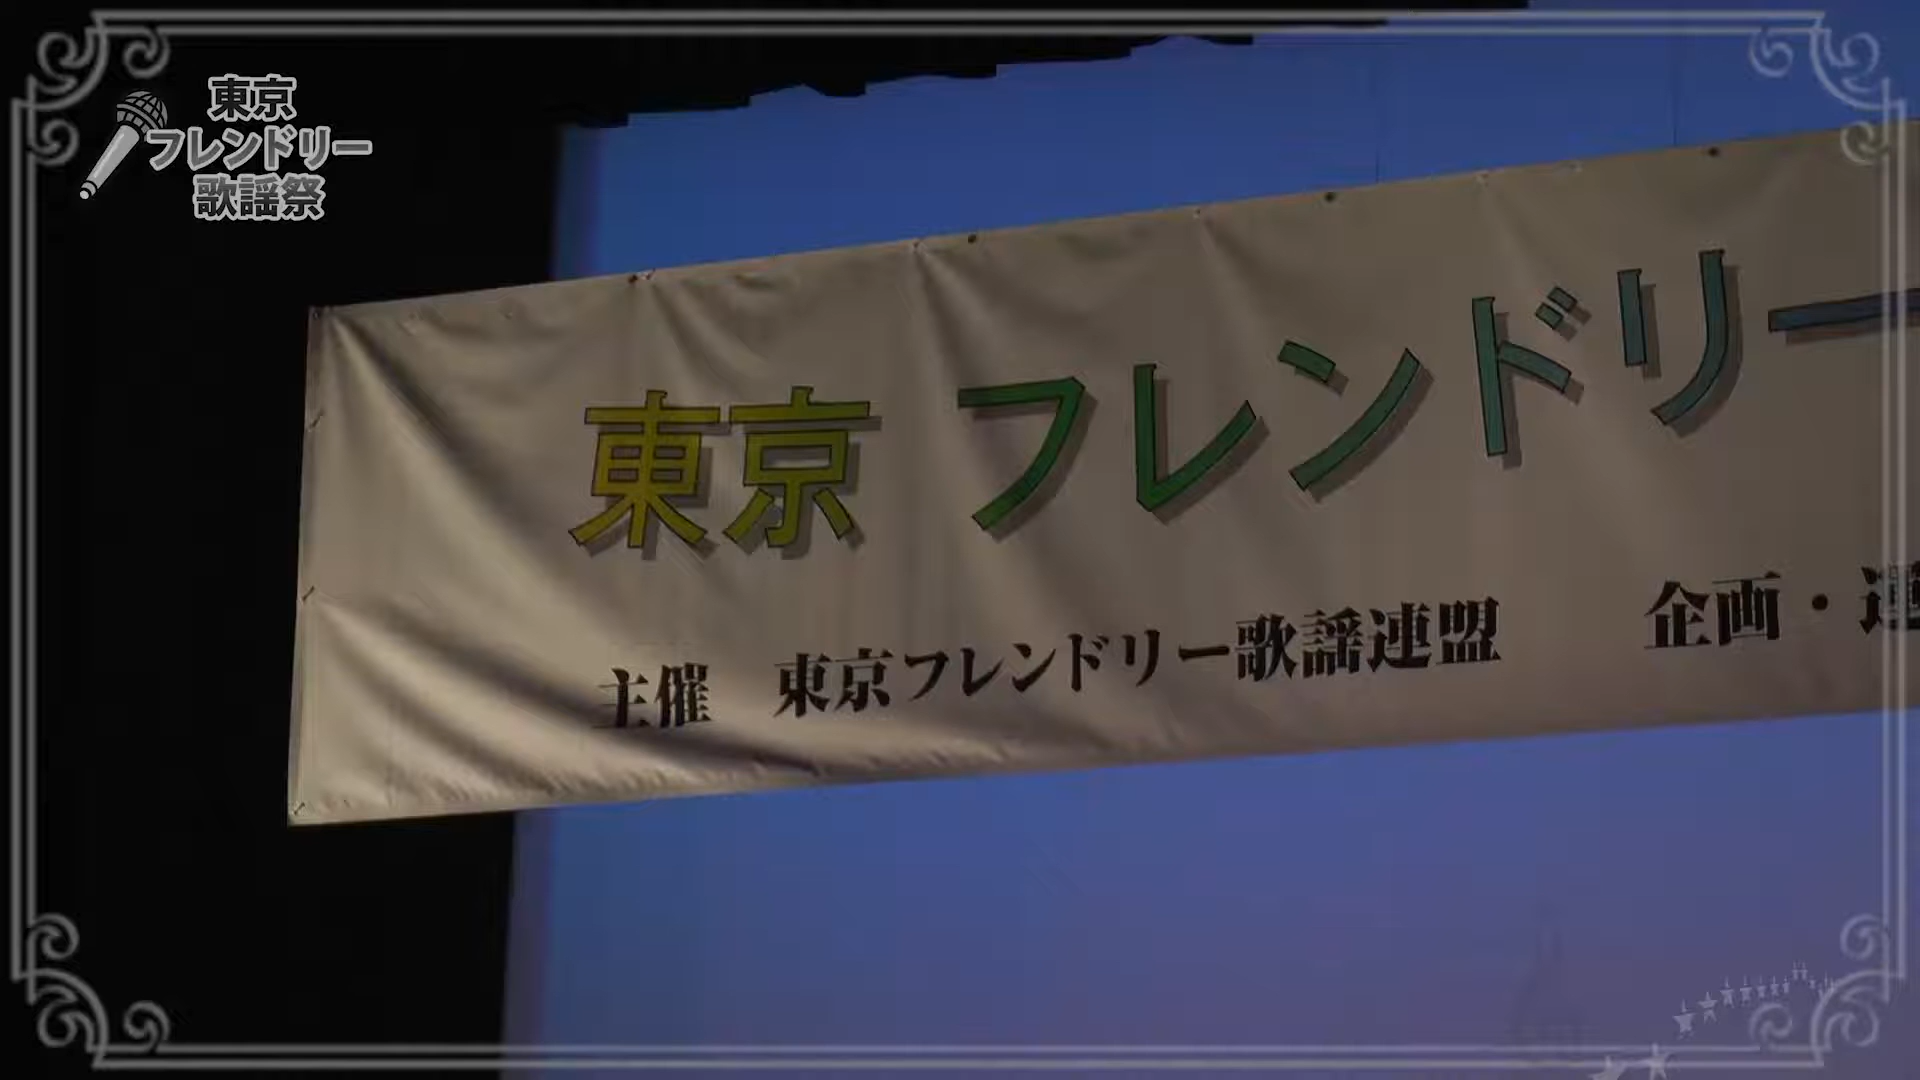 東京
フレンドリー
歌謡祭
東京 フレンドリー
主催 東京フレンドリー歌謡連盟 企画・運